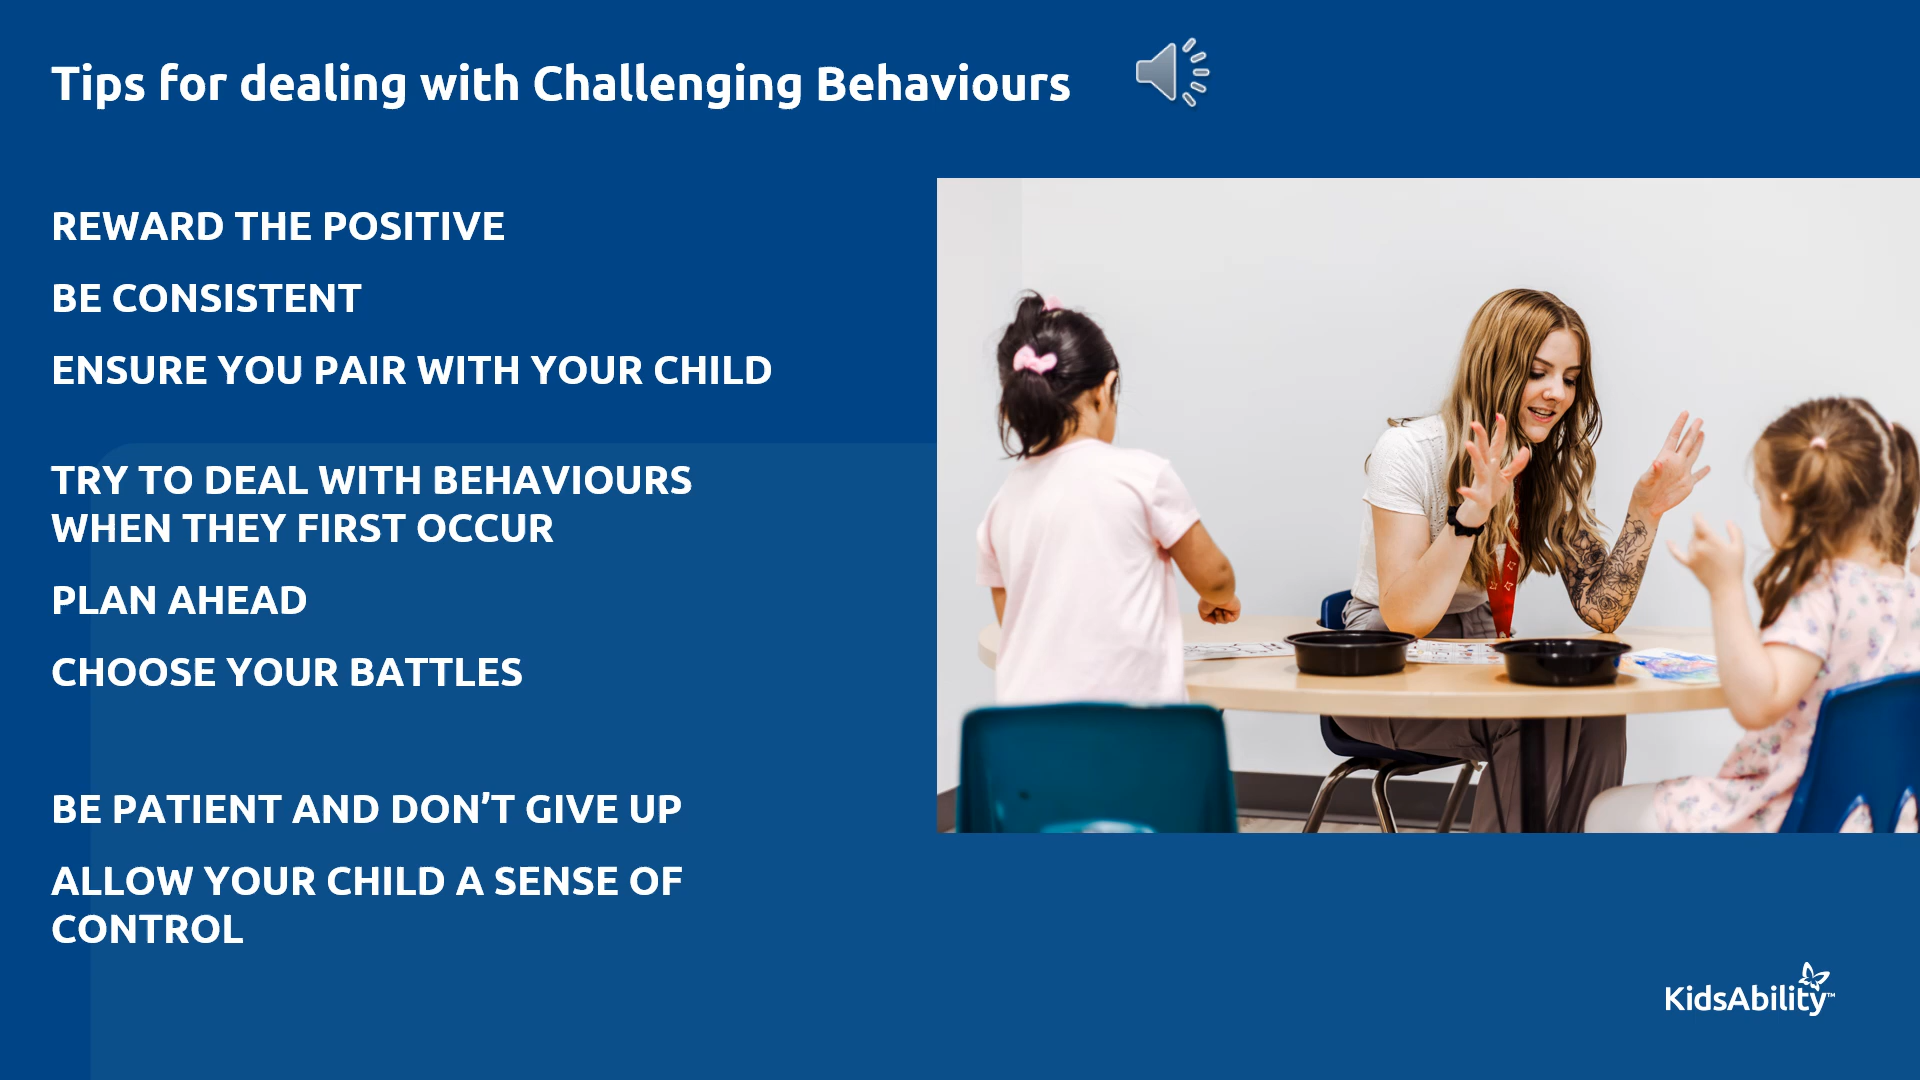 Tips for dealing with Challenging Behaviours
REWARD THE POSITIVE
BE CONSISTENT
ENSURE YOU PAIR WITH YOUR CHILD
TRY TO DEAL WITH BEHAVIOURS
WHEN THEY FIRST OCCUR
PLAN AHEAD
CHOOSE YOUR BATTLES
BE PATIENT AND DON’T GIVE UP
ALLOW YOUR CHILD A SENSE OF
CONTROL
KidsAbility™